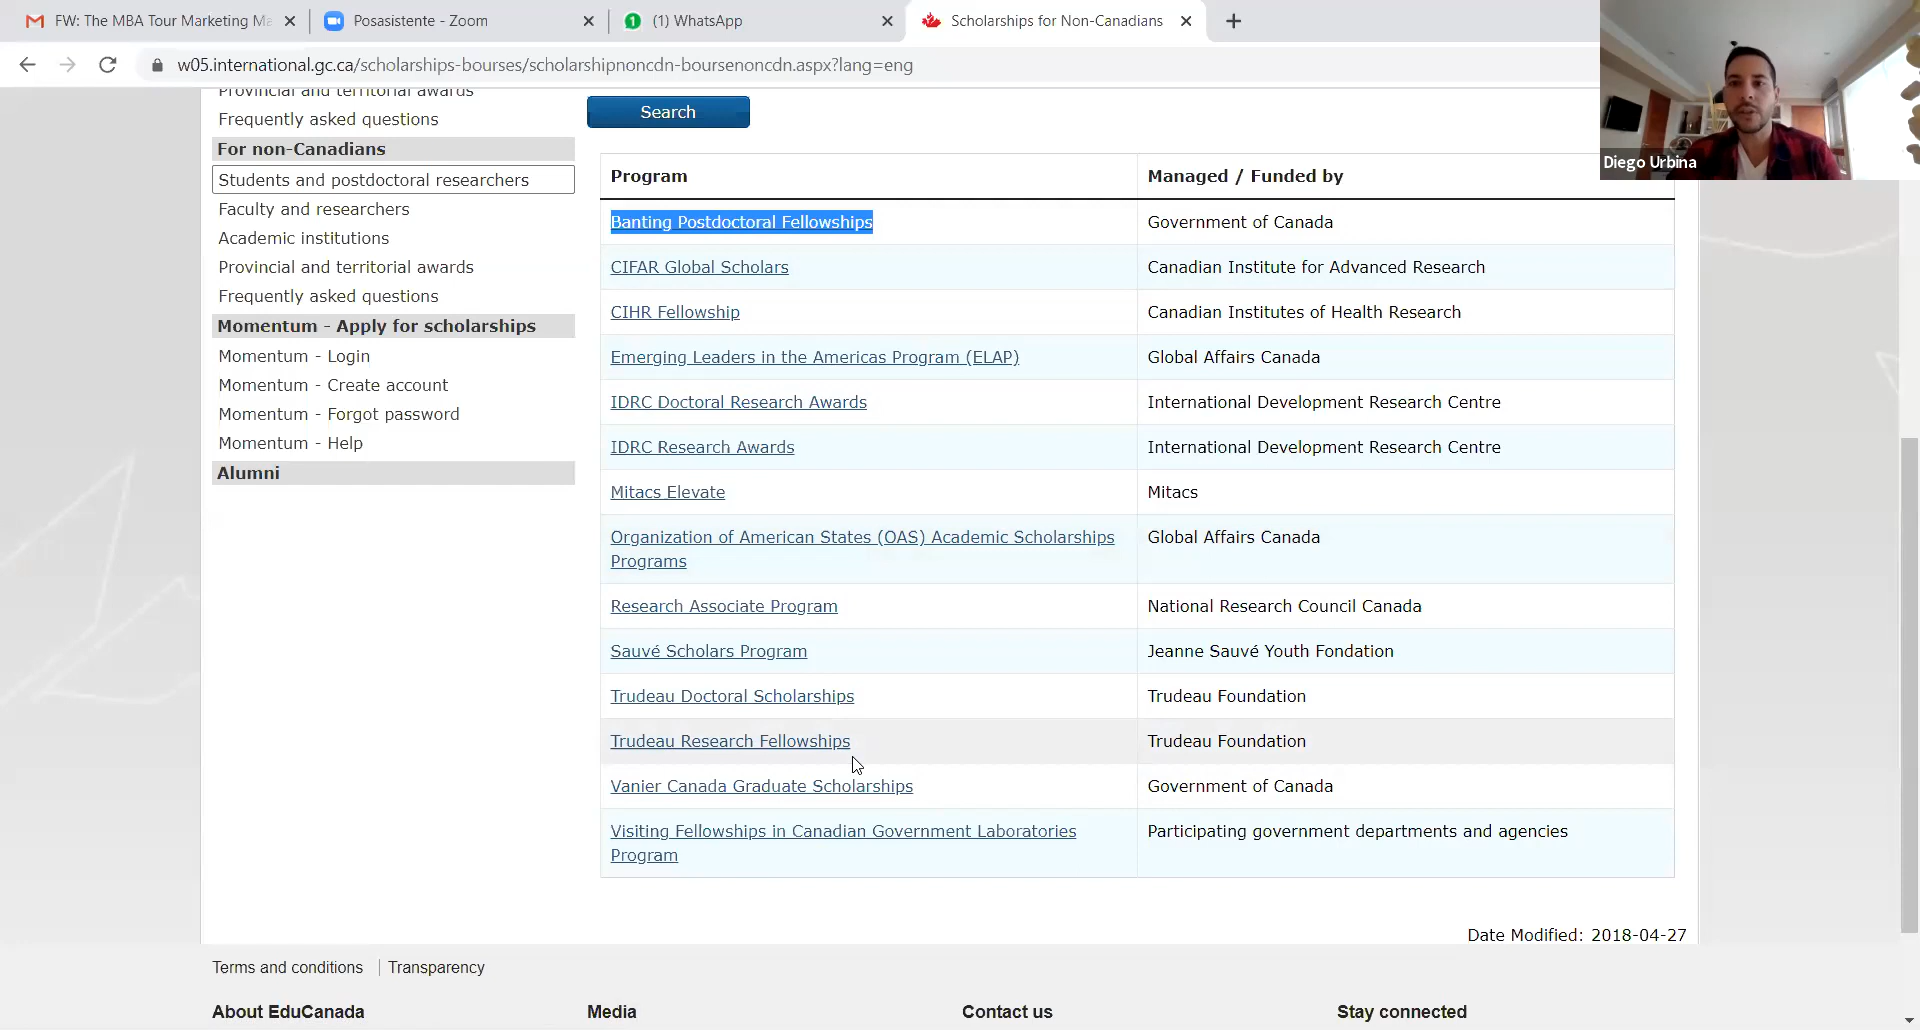 FW: The MBA Tour Marketing Ma
Posasistente - Zoom
(1) WhatsApp
Scholarships for Non-Canadians
w05.international.gc.ca/scholarships-bourses/scholarshipnoncdn-boursenoncdn.aspx?lang=eng
Diego Urbina
Provincial and territorial awards
Frequently asked questions
For non-Canadians
Students and postdoctoral researchers
Faculty and researchers
Academic institutions
Provincial and territorial awards
Frequently asked questions
Momentum - Apply for scholarships
Momentum - Login
Momentum - Create account
Momentum - Forgot password
Momentum - Help
Alumni
Search
Program Managed / Funded by
Banting Postdoctoral Fellowships Government of Canada
CIFAR Global Scholars Canadian Institute for Advanced Research
CIHR Fellowship Canadian Institutes of Health Research
Emerging Leaders in the Americas Program (ELAP) Global Affairs Canada
IDRC Doctoral Research Awards International Development Research Centre
IDRC Research Awards International Development Research Centre
Mitacs Elevate Mitacs
Organization of American States (OAS) Academic Scholarships Global Affairs Canada
Programs
Research Associate Program National Research Council Canada
Sauvé Scholars Program Jeanne Sauvé Youth Fondation
Trudeau Doctoral Scholarships Trudeau Foundation
Trudeau Research Fellowships Trudeau Foundation
Vanier Canada Graduate Scholarships Government of Canada
Visiting Fellowships in Canadian Government Laboratories Participating government departments and agencies
Program
Date Modified: 2018-04-27
Terms and conditions Transparency
About EduCanada Media Contact us Stay connected